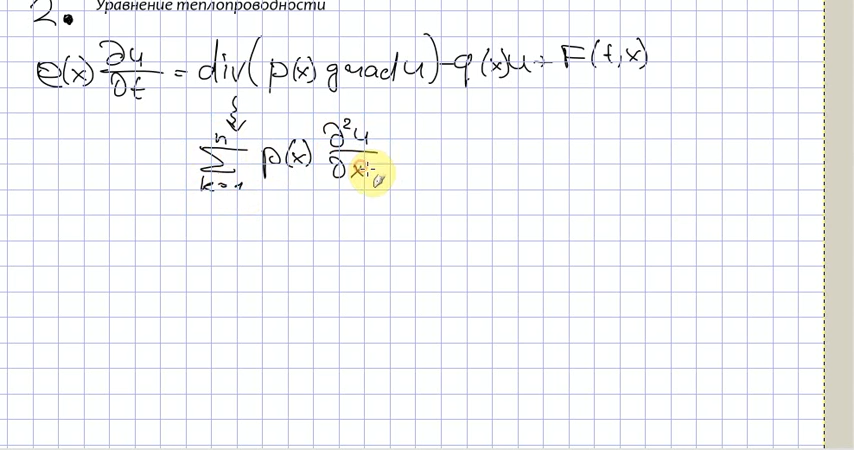 2. Уравнение теплопроводности
ρ(x) ∂u/∂t = div(p(x) grad u) - q(x)u + F(t,x)
∑_{k=1}^{n} p(x) ∂²u/∂x